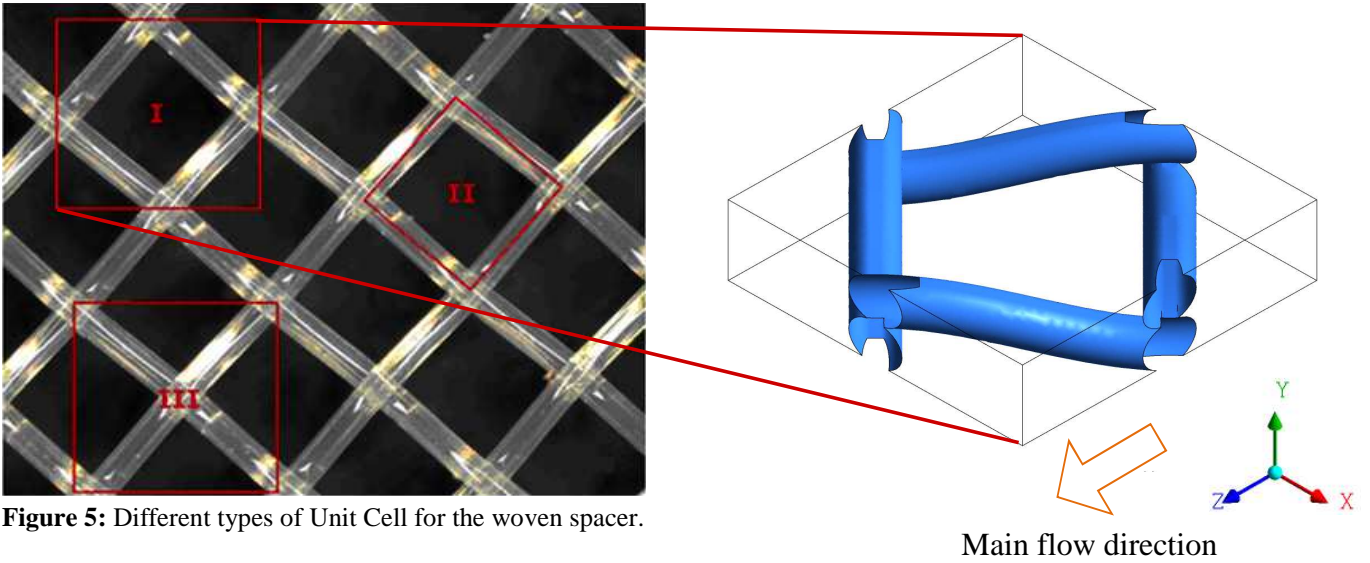 I
II
III
Y
Z
X
Figure 5: Different types of Unit Cell for the woven spacer.
Main flow direction